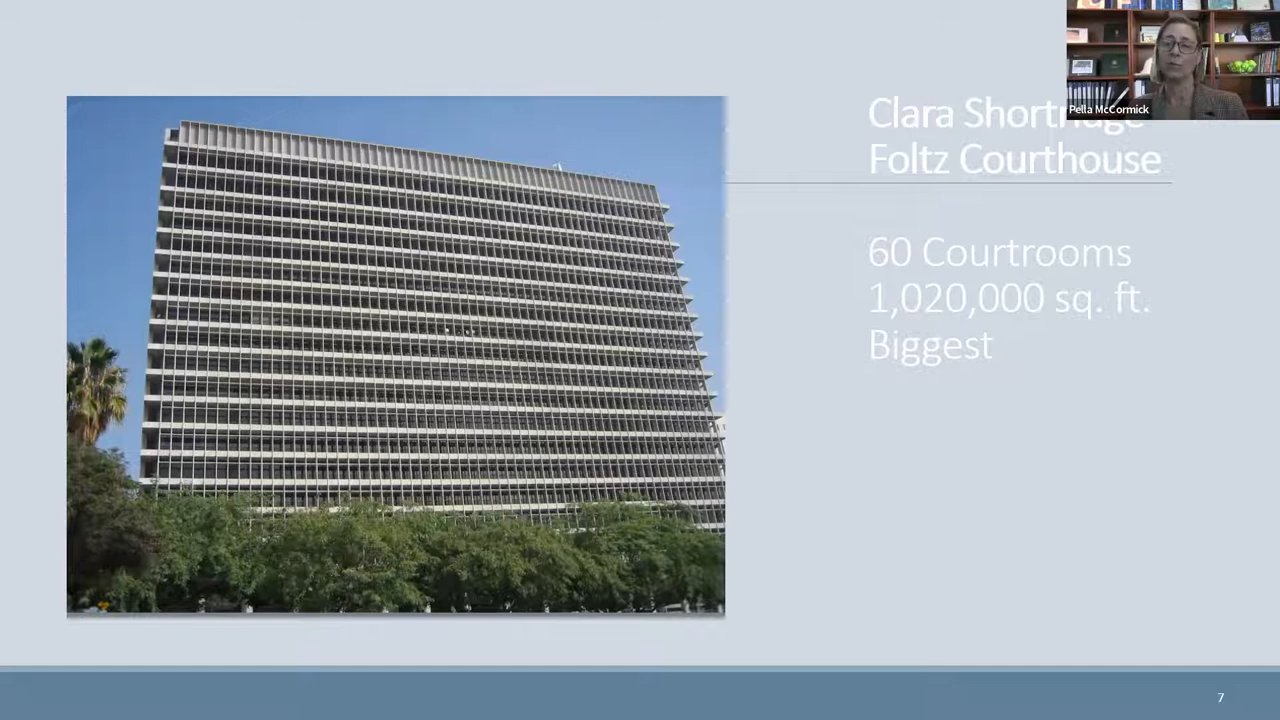 Pella McCormick
Clara
Foltz Courthouse
60 Courtrooms
1,020,000 sq. ft.
Biggest
7